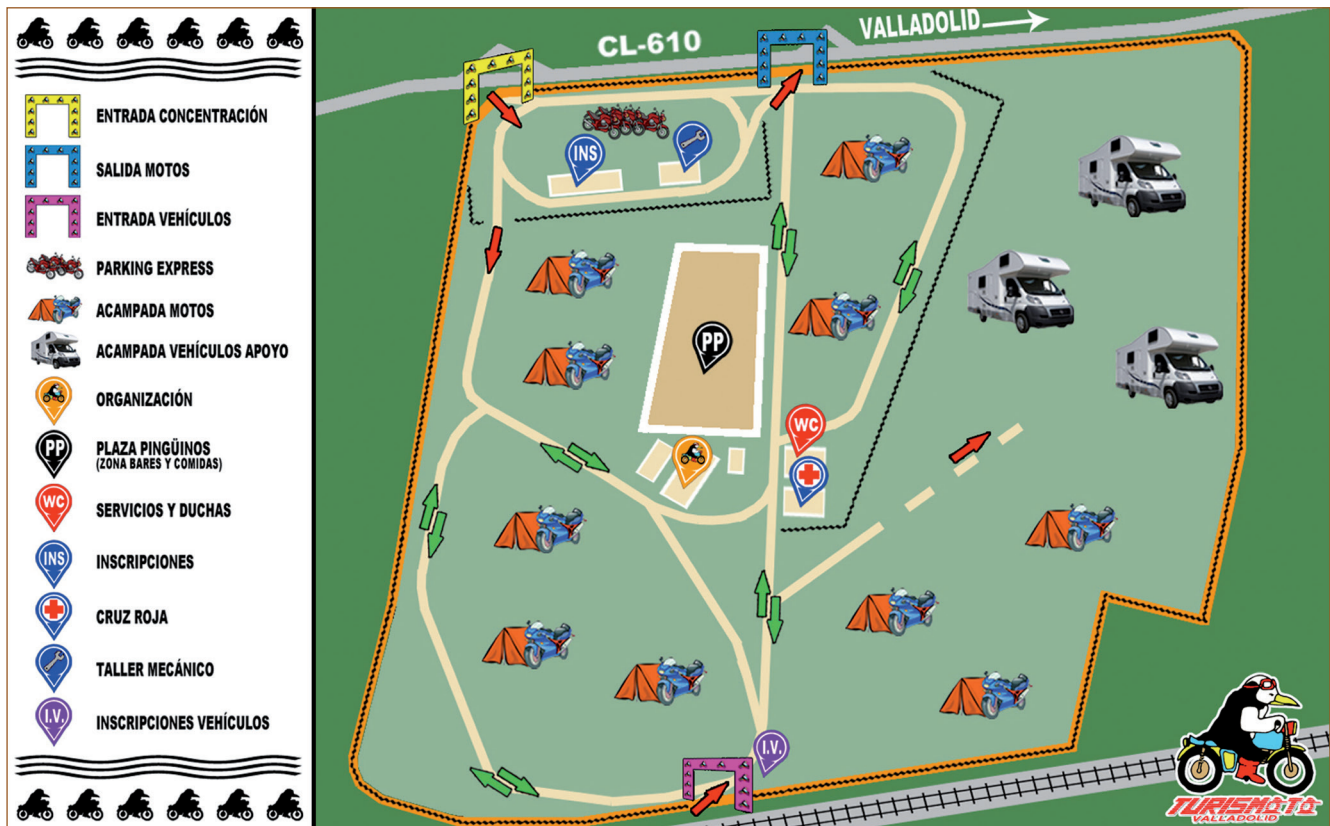 ENTRADA CONCENTRACIÓN
SALIDA MOTOS
ENTRADA VEHÍCULOS
PARKING EXPRESS
ACAMPADA MOTOS
ACAMPADA VEHÍCULOS APOYO
ORGANIZACIÓN
PP
PLAZA PINGÜINOS
(ZONA BARES Y COMIDAS)
WC
SERVICIOS Y DUCHAS
INS
INSCRIPCIONES
CRUZ ROJA
TALLER MECÁNICO
I.V.
INSCRIPCIONES VEHÍCULOS
CL-610
VALLADOLID
INS
PP
WC
I.V.
TURISMOTO
VALLADOLID